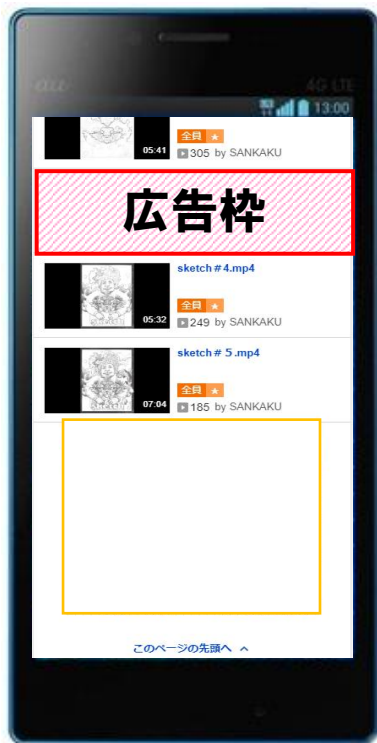 au
4G LTE
13:00
05:41
全員 ★
305 by SANKAKU
広告枠
sketch＃4.mp4
05:32
全員 ★
249 by SANKAKU
sketch＃５.mp4
07:04
全員 ★
185 by SANKAKU
このページの先頭へ